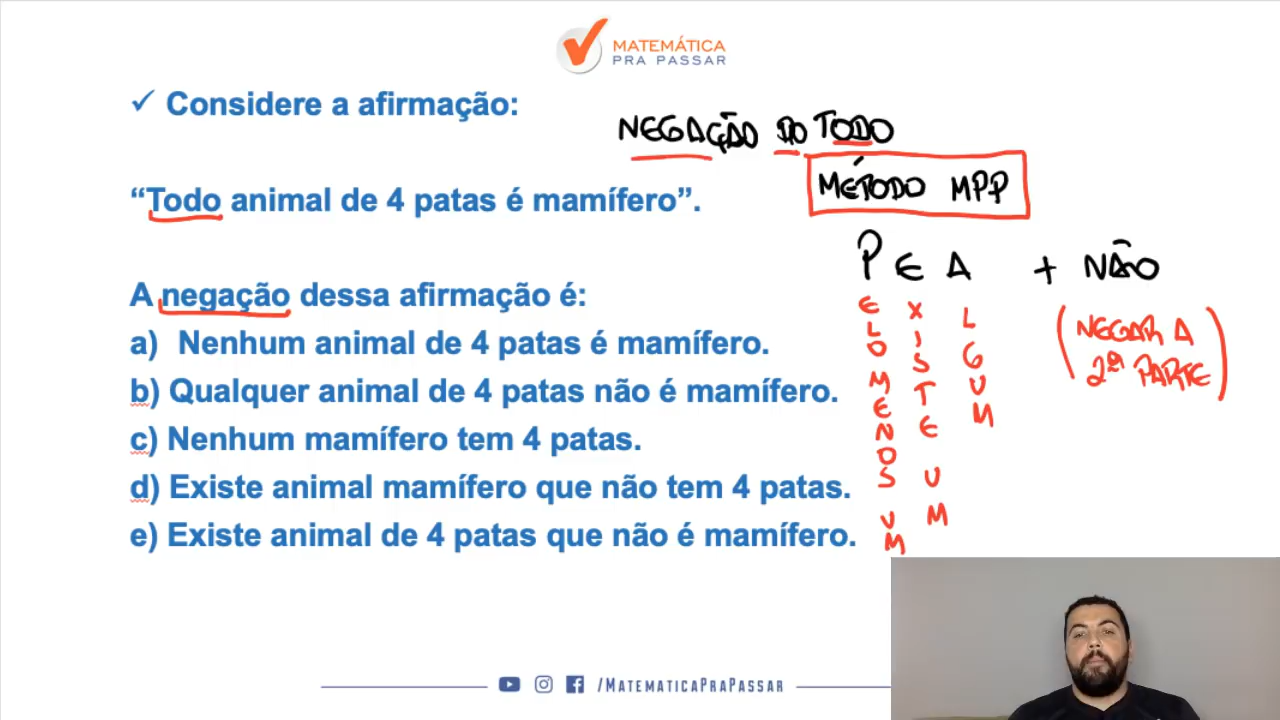 MATEMÁTICA
PRA PASSAR
✓ Considere a afirmação:
NEGAÇÃO DO TODO
MÉTODO MPP
“Todo animal de 4 patas é mamífero”.
P E A + NÃO
ELO MENOS UM
XISTE UM
LGUM
(NEGAR A
2ª PARTE)
A negação dessa afirmação é:
a) Nenhum animal de 4 patas é mamífero.
b) Qualquer animal de 4 patas não é mamífero.
c) Nenhum mamífero tem 4 patas.
d) Existe animal mamífero que não tem 4 patas.
e) Existe animal de 4 patas que não é mamífero.
/MATEMATICAPRAPASSAR